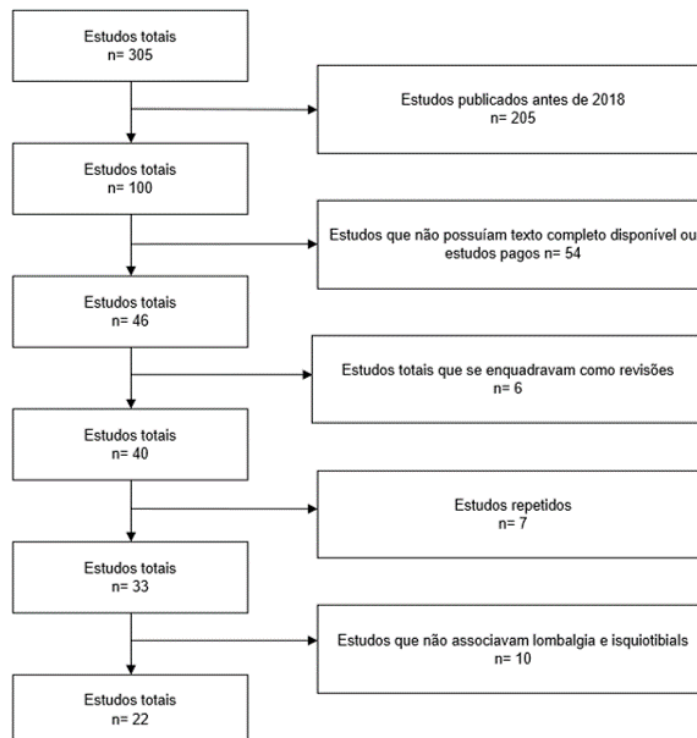 Estudos totais
n= 305
Estudos publicados antes de 2018
n= 205
Estudos totais
n= 100
Estudos que não possuíam texto completo disponível ou
estudos pagos n= 54
Estudos totais
n= 46
Estudos totais que se enquadravam como revisões
n= 6
Estudos totais
n= 40
Estudos repetidos
n= 7
Estudos totais
n= 33
Estudos que não associavam lombalgia e isquiotibials
n= 10
Estudos totais
n= 22